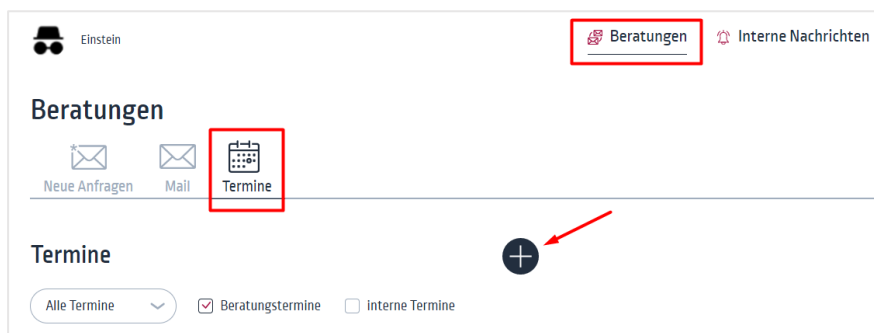 Einstein
Beratungen
Interne Nachrichten
Beratungen
Neue Anfragen
Mail
Termine
Termine
Alle Termine
Beratungstermine
interne Termine